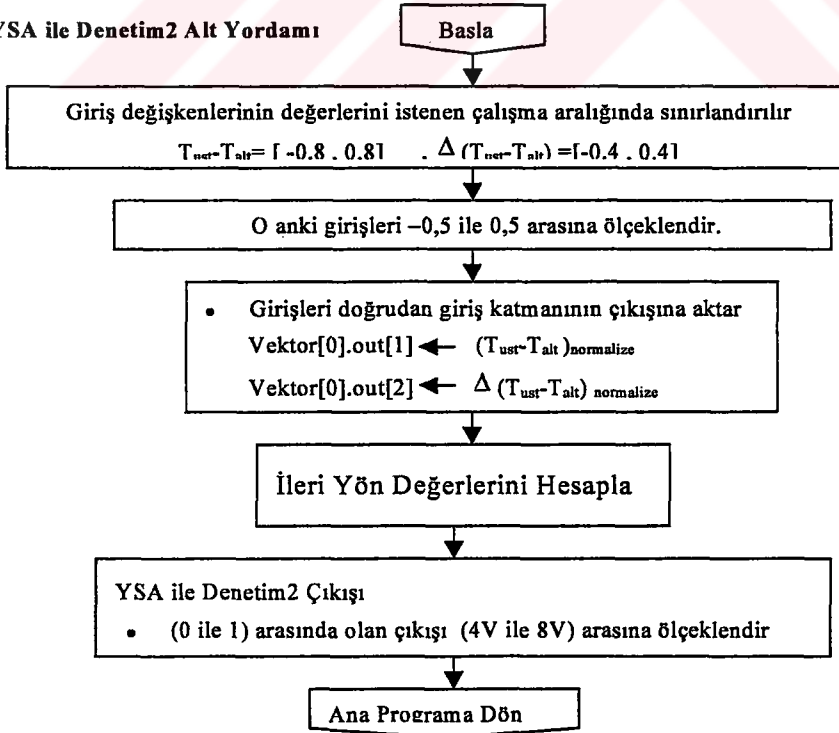 YSA ile Denetim2 Alt Yordamı
Basla
Giriş değişkenlerinin değerlerini istenen çalışma aralığında sınırlandırılır
Tust-Talt= [ -0.8 . 0.8] . Δ (Tust-Talt) =[-0.4 . 0.4]
O anki girişleri –0,5 ile 0,5 arasına ölçeklendir.
• Girişleri doğrudan giriş katmanının çıkışına aktar
Vektor[0].out[1] ← (Tust-Talt )normalize
Vektor[0].out[2] ← Δ (Tust-Talt) normalize
İleri Yön Değerlerini Hesapla
YSA ile Denetim2 Çıkışı
• (0 ile 1) arasında olan çıkışı (4V ile 8V) arasına ölçeklendir
Ana Programa Dön